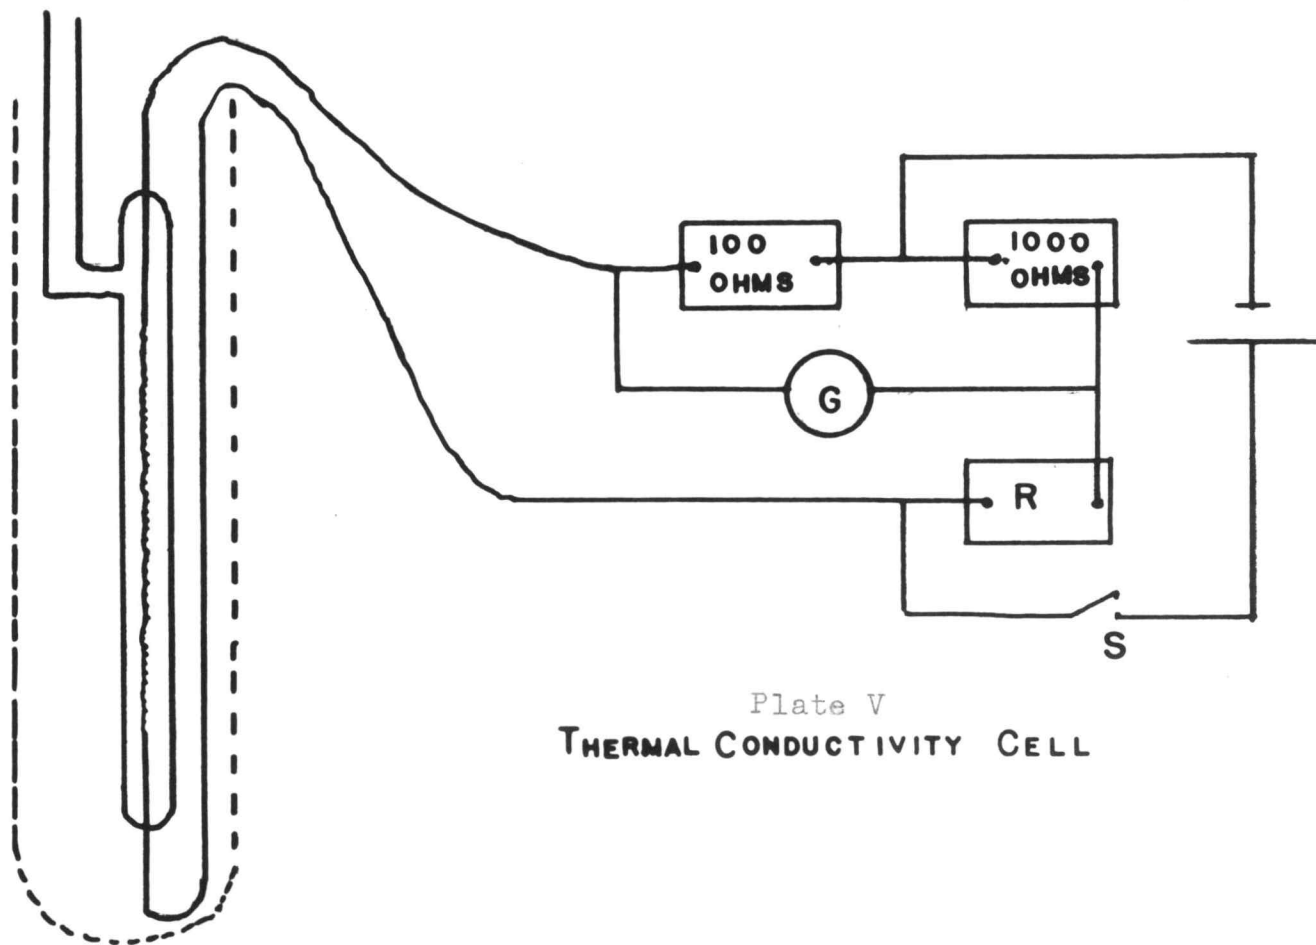 100
OHMS
1000
OHMS
G
R
S
Plate V
THERMAL CONDUCTIVITY CELL